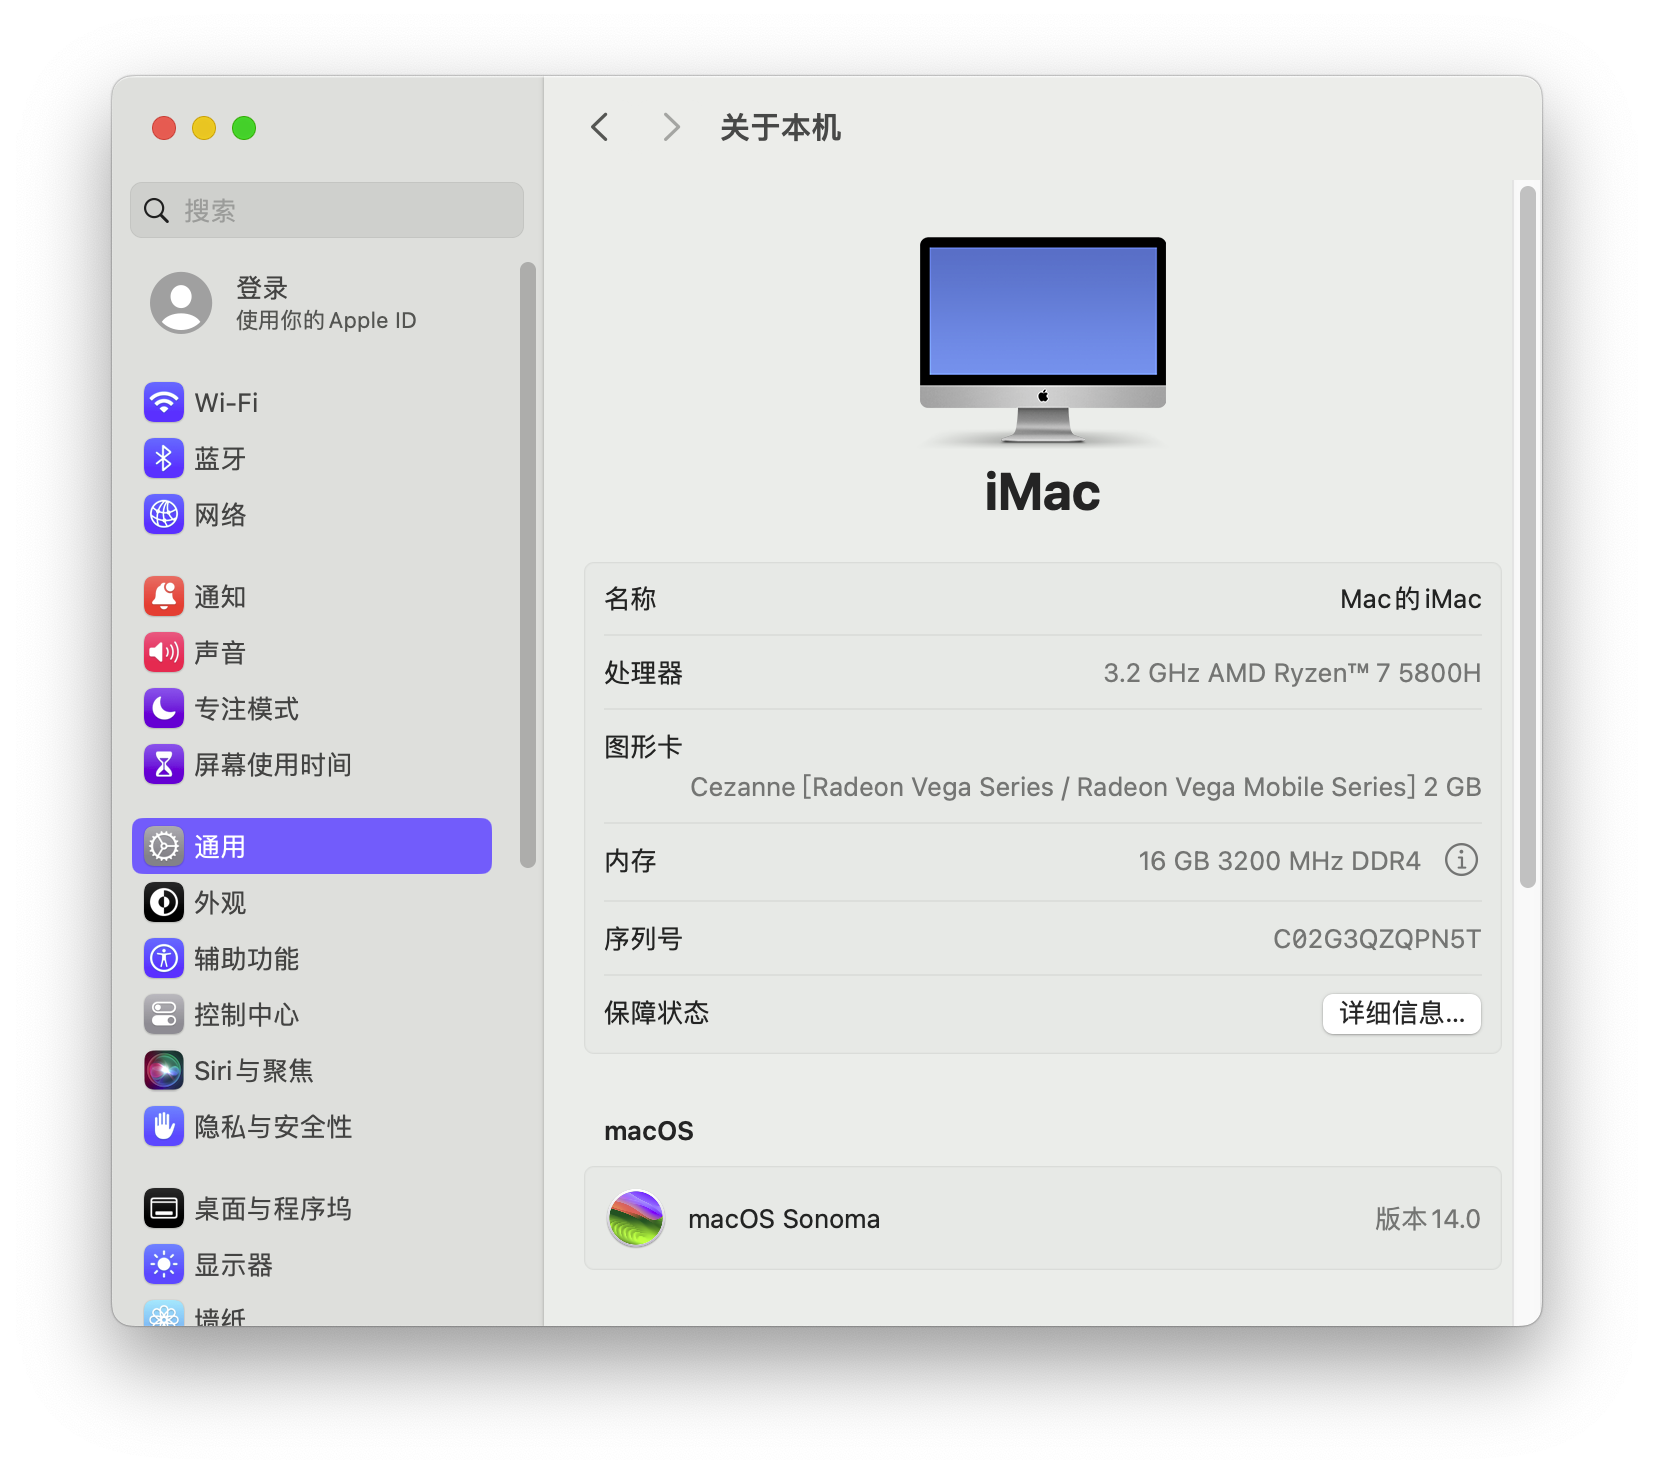 关于本机
搜索
登录
使用你的 Apple ID
Wi-Fi
蓝牙
网络
通知
声音
专注模式
屏幕使用时间
通用
外观
辅助功能
控制中心
Siri与聚焦
隐私与安全性
桌面与程序坞
显示器
墙纸
iMac
名称
Mac的iMac
处理器
3.2 GHz AMD Ryzen™ 7 5800H
图形卡
Cezanne [Radeon Vega Series / Radeon Vega Mobile Series] 2 GB
内存
16 GB 3200 MHz DDR4
序列号
C02G3QZQPN5T
保障状态
详细信息...
macOS
macOS Sonoma
版本14.0